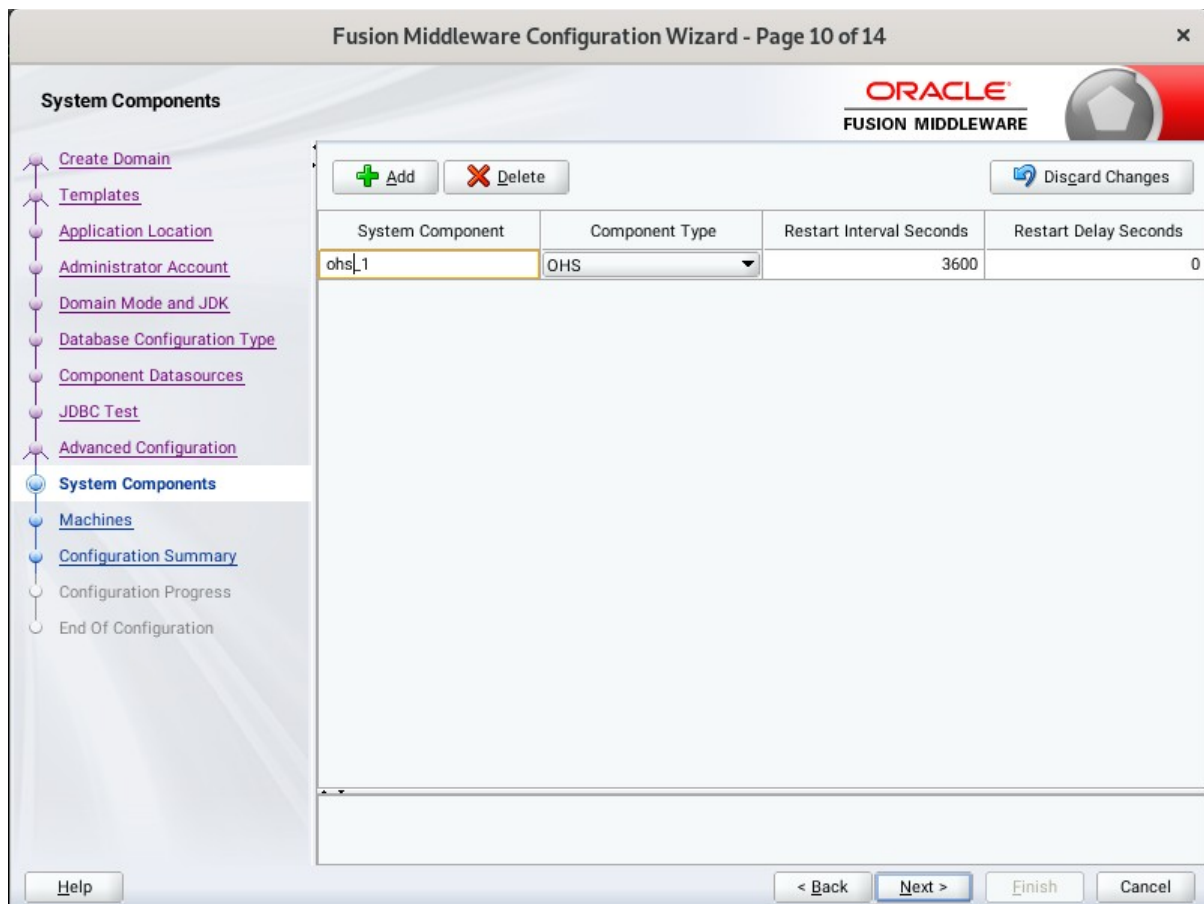 Fusion Middleware Configuration Wizard - Page 10 of 14
System Components
ORACLE
FUSION MIDDLEWARE
Create Domain
Templates
Application Location
Administrator Account
Domain Mode and JDK
Database Configuration Type
Component Datasources
JDBC Test
Advanced Configuration
System Components
Machines
Configuration Summary
Configuration Progress
End Of Configuration
Add Delete Discard Changes
System Component Component Type Restart Interval Seconds Restart Delay Seconds
ohs_1 OHS 3600 0
Help < Back Next > Finish Cancel